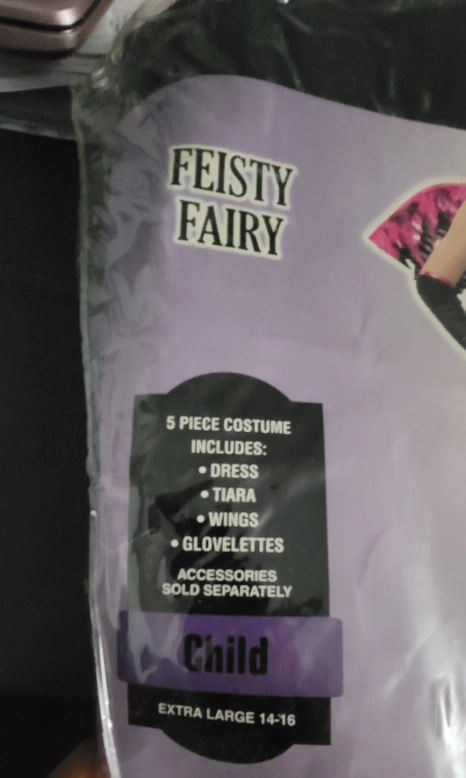 FEISTY
FAIRY
5 PIECE COSTUME
INCLUDES:
• DRESS
• TIARA
• WINGS
• GLOVELETTES
ACCESSORIES
SOLD SEPARATELY
Child
EXTRA LARGE 14-16